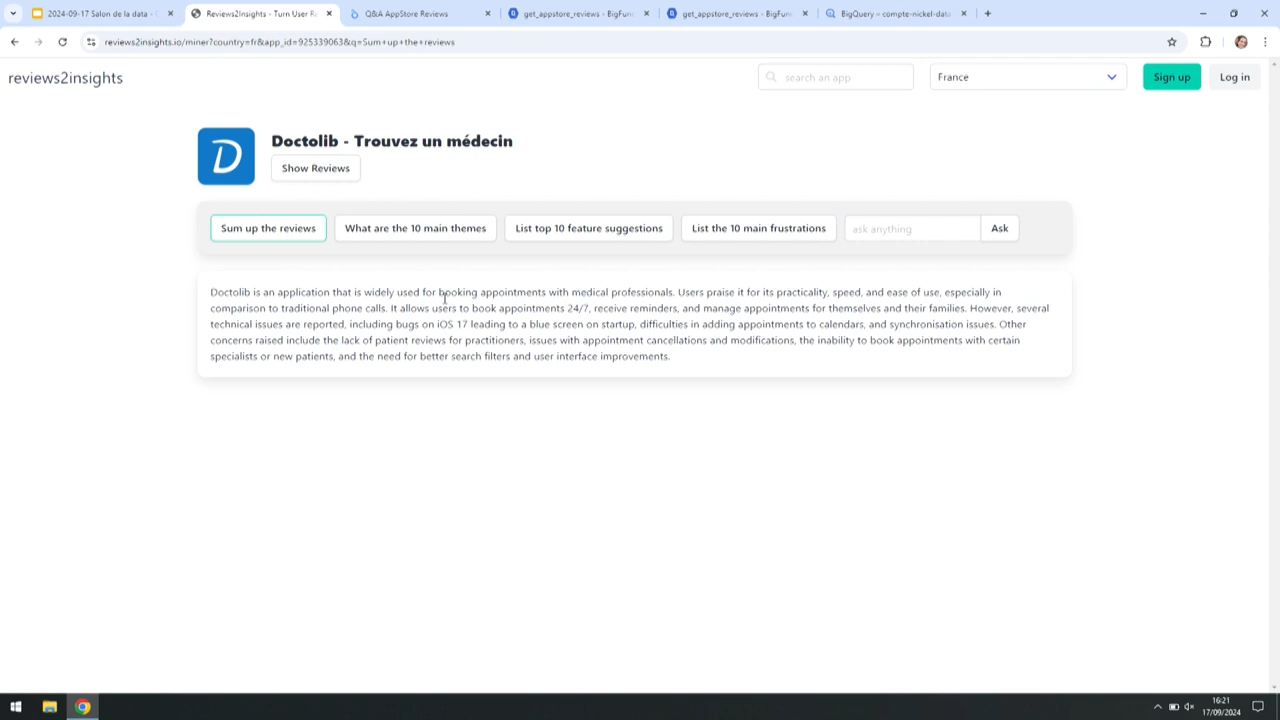 2024-09-17 Salon de la data -
Reviews2Insights - Turn User R
Q&A AppStore Reviews
get_appstore_reviews - BigFun
get_appstore_reviews - BigFun
BigQuery – compte-nickel-data
reviews2insights.io/miner?country=fr&app_id=925339063&q=Sum+up+the+reviews
reviews2insights
search an app
France
Sign up
Log in
D
Doctolib - Trouvez un médecin
Show Reviews
Sum up the reviews
What are the 10 main themes
List top 10 feature suggestions
List the 10 main frustrations
ask anything
Ask
Doctolib is an application that is widely used for booking appointments with medical professionals. Users praise it for its practicality, speed, and ease of use, especially in
comparison to traditional phone calls. It allows users to book appointments 24/7, receive reminders, and manage appointments for themselves and their families. However, several
technical issues are reported, including bugs on iOS 17 leading to a blue screen on startup, difficulties in adding appointments to calendars, and synchronisation issues. Other
concerns raised include the lack of patient reviews for practitioners, issues with appointment cancellations and modifications, the inability to book appointments with certain
specialists or new patients, and the need for better search filters and user interface improvements.
16:21
17/09/2024